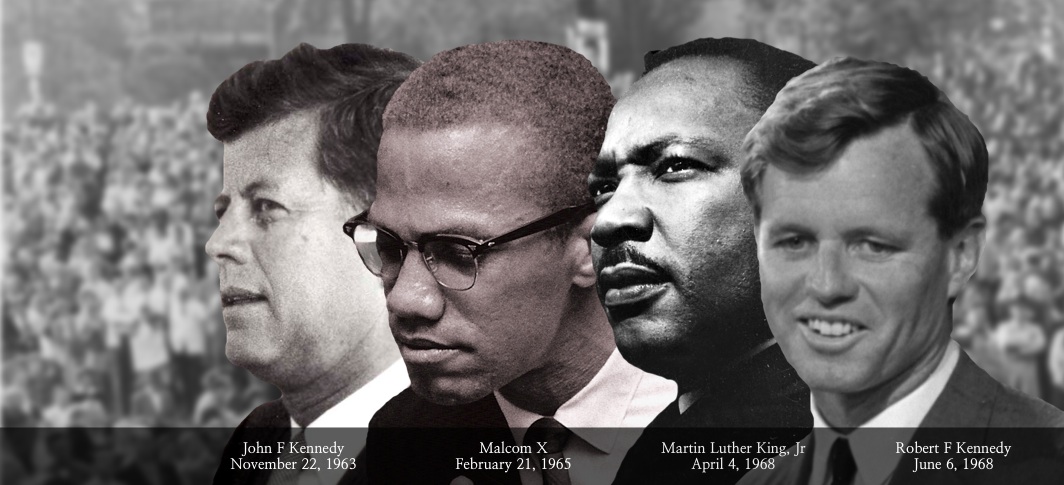 John F Kennedy
November 22, 1963
Malcom X
February 21, 1965
Martin Luther King, Jr
April 4, 1968
Robert F Kennedy
June 6, 1968